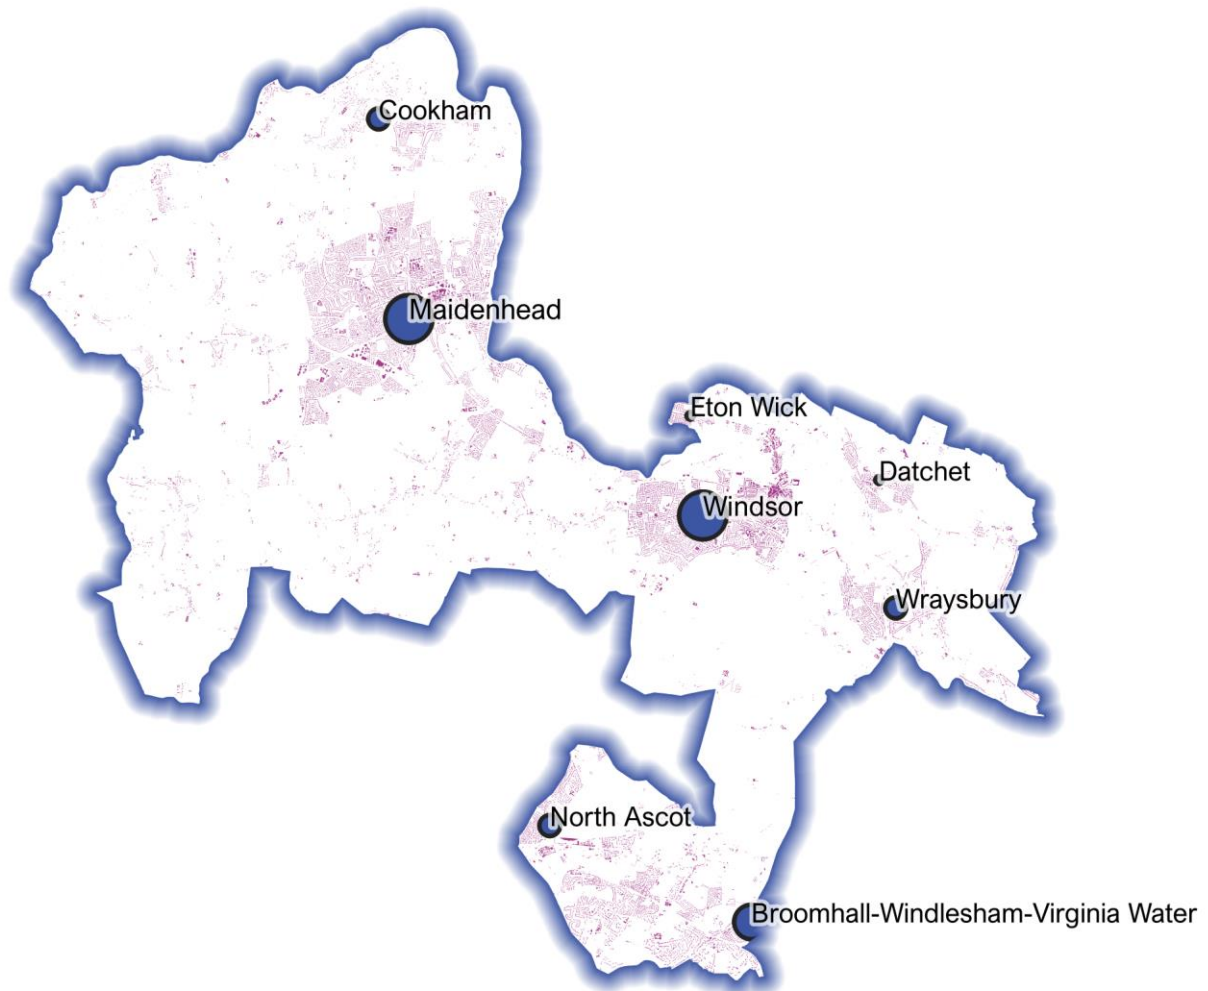 Cookham
Maidenhead
Eton Wick
Datchet
Windsor
Wraysbury
North Ascot
Broomhall-Windlesham-Virginia Water